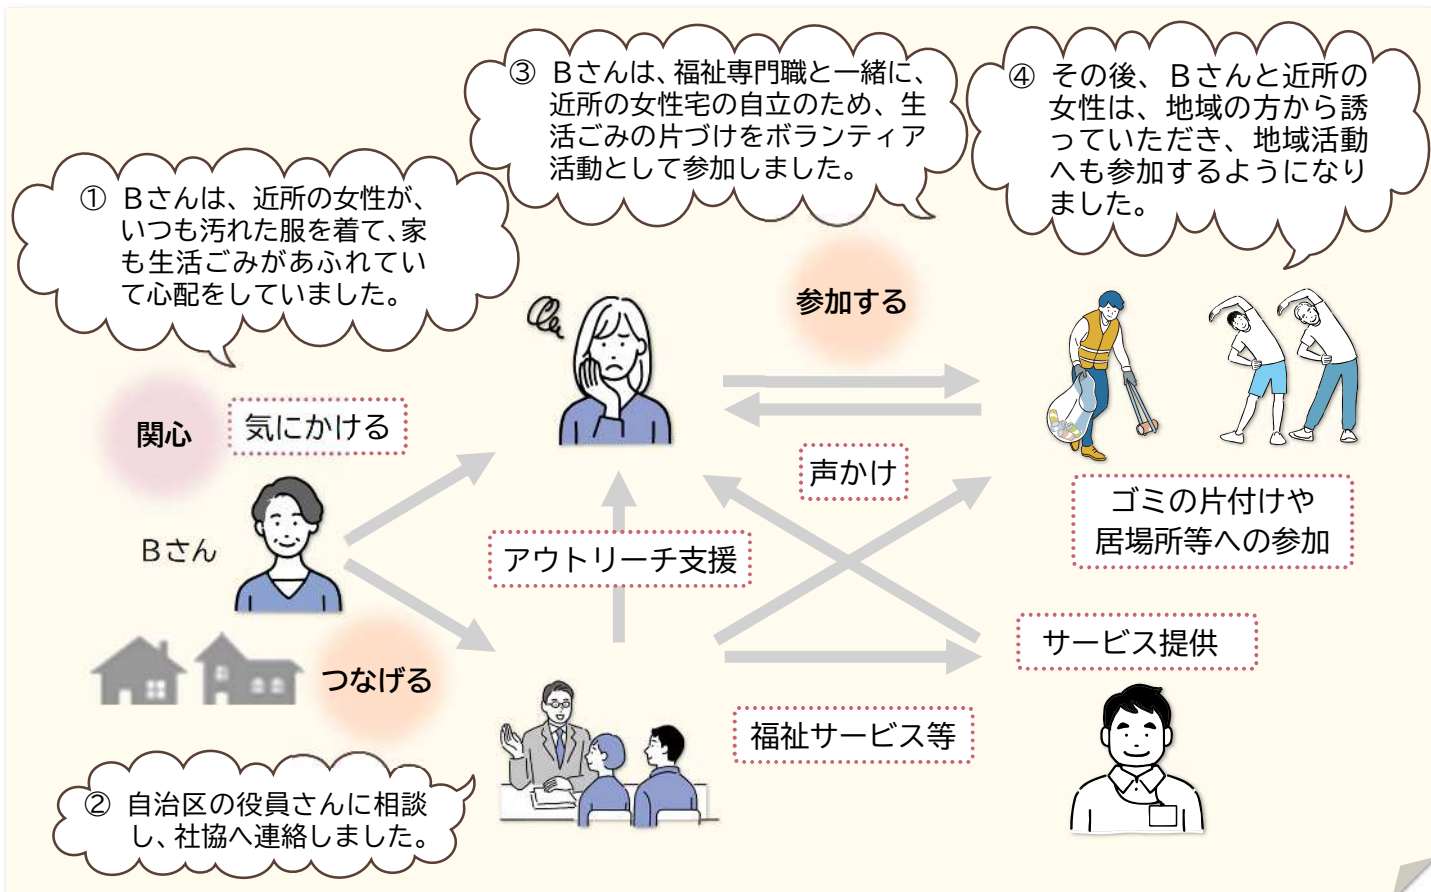 ① Bさんは、近所の女性が、
いつも汚れた服を着て、家
も生活ごみがあふれてい
て心配をしていました。
③ Bさんは、福祉専門職と一緒に、
近所の女性宅の自立のため、生
活ごみの片づけをボランティア
活動として参加しました。
④ その後、Bさんと近所の
女性は、地域の方から誘
っていただき、地域活動
へも参加するようになり
ました。
参加する
関心
気にかける
声かけ
Bさん
アウトリーチ支援
ゴミの片付けや
居場所等への参加
サービス提供
つなげる
福祉サービス等
② 自治区の役員さんに相談
し、社協へ連絡しました。